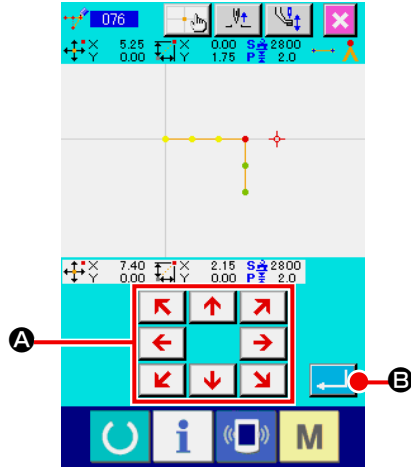 076
X 5.25 X 0.00 S 2800
Y 0.00 Y 1.75 P 2.0
X 7.40 X 2.15 S 2800
Y 0.00 Y 0.00 P 2.0
A
B
i M